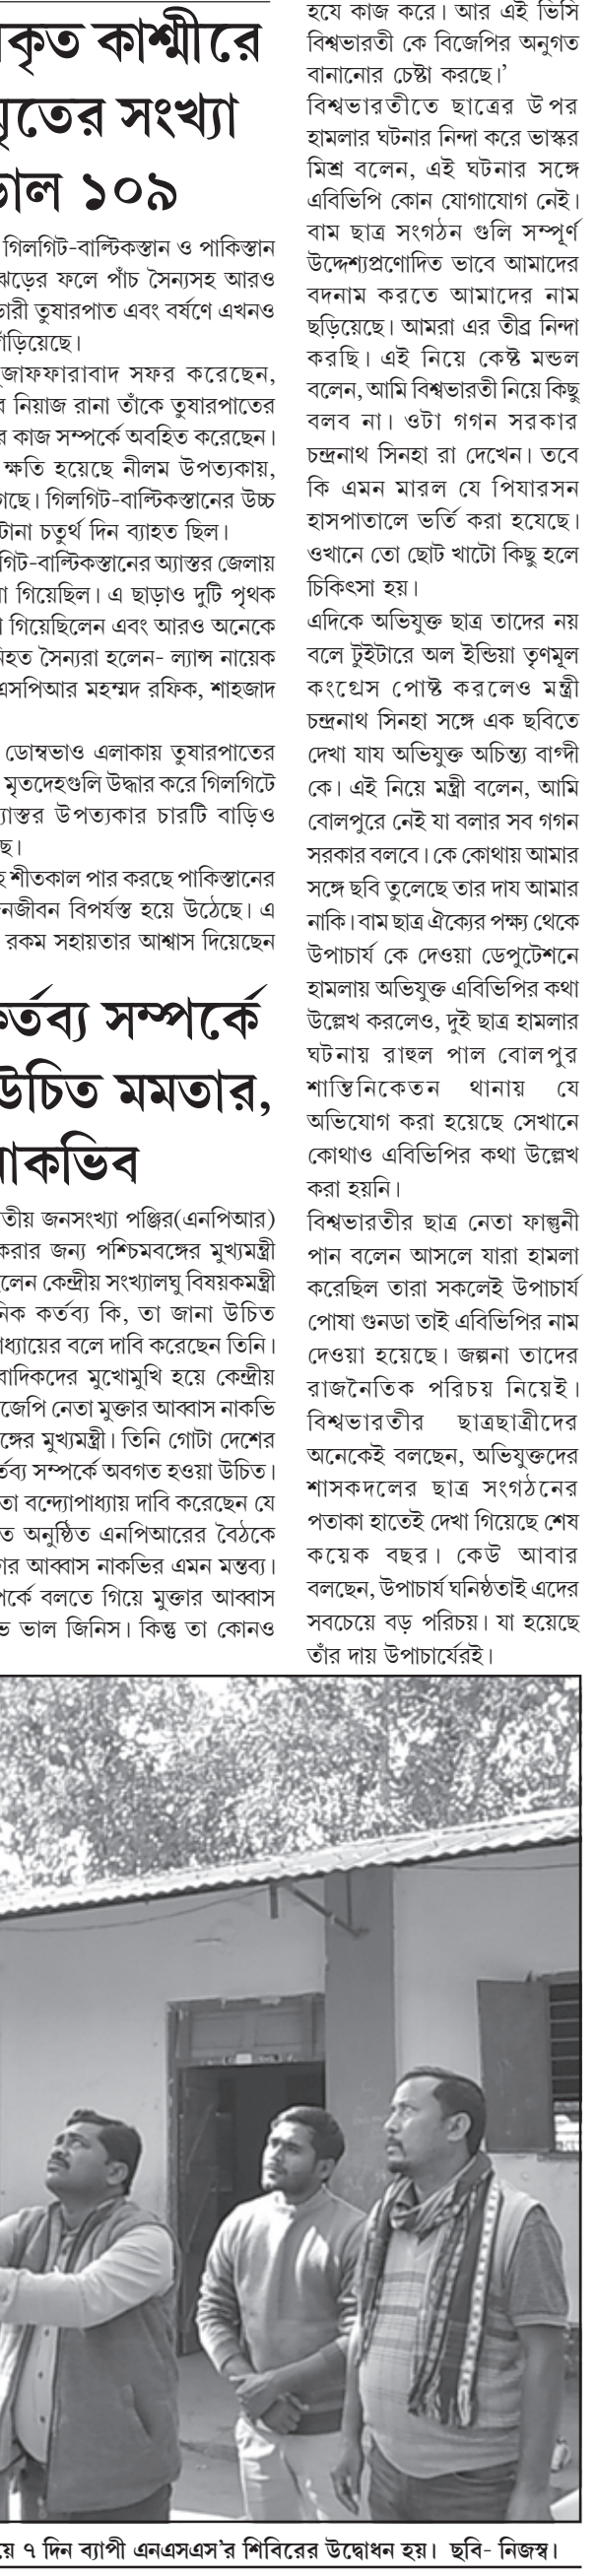 কৃত কাশ্মীরে
মৃতের সংখ্যা
১০৯
গিলগিট-বাল্টিকস্তান ও পাকিস্তান
ঝড়ের ফলে পাঁচ সৈন্যসহ আরও
তুষারপাত এবং বর্ষণে এখনও
সফর করেছেন,
নিয়াজ রানা তাঁকে তুষারপাতের
কাজ সম্পর্কে অবহিত করেছেন।
ক্ষতি হয়েছে নীলম উপত্যকায়,
গিলগিট-বাল্টিকস্তানের উচ্চ
টানা চতুর্থ দিন ব্যাহত ছিল।
অ্যাস্তর জেলায়
গিয়েছিল। এ ছাড়াও দুটি পৃথক
গিয়েছিলেন এবং আরও অনেকে
সৈন্যরা হলেন- ল্যান্স নায়েক
মহম্মদ রফিক, শাহজাদ
ডোম্বভাও এলাকায় তুষারপাতের
মৃতদেহগুলি উদ্ধার করে গিলগিটে
উপত্যকার চারটি বাড়িও
শীতকাল পার করছে পাকিস্তানের
বিপর্যস্ত হয়ে উঠেছে। এ
রকম সহায়তার আশ্বাস দিয়েছেন
কর্তব্য সম্পর্কে
উচিত মমতার,
নাকভির
জনসংখ্যা পঞ্জির(এনপিআর)
করার জন্য পশ্চিমবঙ্গের মুখ্যমন্ত্রী
কেন্দ্রীয় সংখ্যালঘু বিষয়কমন্ত্রী
কর্তব্য কি, তা জানা উচিত
বলে দাবি করেছেন তিনি।
মুখোমুখি হয়ে কেন্দ্রীয়
নেতা মুক্তার আব্বাস নাকভি
মুখ্যমন্ত্রী। তিনি গোটা দেশের
সম্পর্কে অবগত হওয়া উচিত।
বন্দ্যোপাধ্যায় দাবি করেছেন যে
অনুষ্ঠিত এনপিআরের বৈঠকে
আব্বাস নাকভির এমন মন্তব্য।
বলতে গিয়ে মুক্তার আব্বাস
ভাল জিনিস। কিন্তু তা কোনও
হযে কাজ করে। আর এই ভিসি
বিশ্বভারতী কে বিজেপির অনুগত
বানানোর চেষ্টা করছে।’
বিশ্বভারতীতে ছাত্রের উপর
হামলার ঘটনার নিন্দা করে ভাস্কর
মিশ্র বলেন, এই ঘটনার সঙ্গে
এবিভিপি কোন যোগাযোগ নেই।
বাম ছাত্র সংগঠন গুলি সম্পূর্ণ
উদ্দেশ্যপ্রণোদিত ভাবে আমাদের
বদনাম করতে আমাদের নাম
ছড়িয়েছে। আমরা এর তীব্র নিন্দা
করছি। এই নিয়ে কেষ্ট মন্ডল
বলেন, আমি বিশ্বভারতী নিয়ে কিছু
বলব না। ওটা গগন সরকার
চন্দ্রনাথ সিনহা রা দেখেন। তবে
কি এমন মারল যে পিযারসন
হাসপাতালে ভর্তি করা হযেছে।
ওখানে তো ছোট খাটো কিছু হলে
চিকিৎসা হয়।
এদিকে অভিযুক্ত ছাত্র তাদের নয়
বলে টুইটারে অল ইন্ডিয়া তৃণমূল
কংগ্রেস পোষ্ট করলেও মন্ত্রী
চন্দ্রনাথ সিনহা সঙ্গে এক ছবিতে
দেখা যায অভিযুক্ত অচিন্ত্য বাগ্দী
কে। এই নিয়ে মন্ত্রী বলেন, আমি
বোলপুরে নেই যা বলার সব গগন
সরকার বলবে। কে কোথায় আমার
সঙ্গে ছবি তুলেছে তার দায আমার
নাকি। বাম ছাত্র ঐক্যের পক্ষ্য থেকে
উপাচার্য কে দেওয়া ডেপুটেশনে
হামলায় অভিযুক্ত এবিভিপির কথা
উল্লেখ করলেও, দুই ছাত্র হামলার
ঘটনায় রাহুল পাল বোলপুর
শান্তিনিকেতন থানায় যে
অভিযোগ করা হয়েছে সেখানে
কোথাও এবিভিপির কথা উল্লেখ
করা হয়নি।
বিশ্বভারতীর ছাত্র নেতা ফাল্গুনী
পান বলেন আসলে যারা হামলা
করেছিল তারা সকলেই উপাচার্য
পোষা গুনডা তাই এবিভিপির নাম
দেওয়া হয়েছে। জল্পনা তাদের
রাজনৈতিক পরিচয় নিয়েই।
বিশ্বভারতীর ছাত্রছাত্রীদের
অনেকেই বলছেন, অভিযুক্তদের
শাসকদলের ছাত্র সংগঠনের
পতাকা হাতেই দেখা গিয়েছে শেষ
কয়েক বছর। কেউ আবার
বলছেন, উপাচার্য ঘনিষ্ঠতাই এদের
সবচেয়ে বড় পরিচয়। যা হয়েছে
তাঁর দায় উপাচার্যেরই।
৭ দিন ব্যাপী এনএসএস’র শিবিরের উদ্বোধন হয়। ছবি- নিজস্ব।